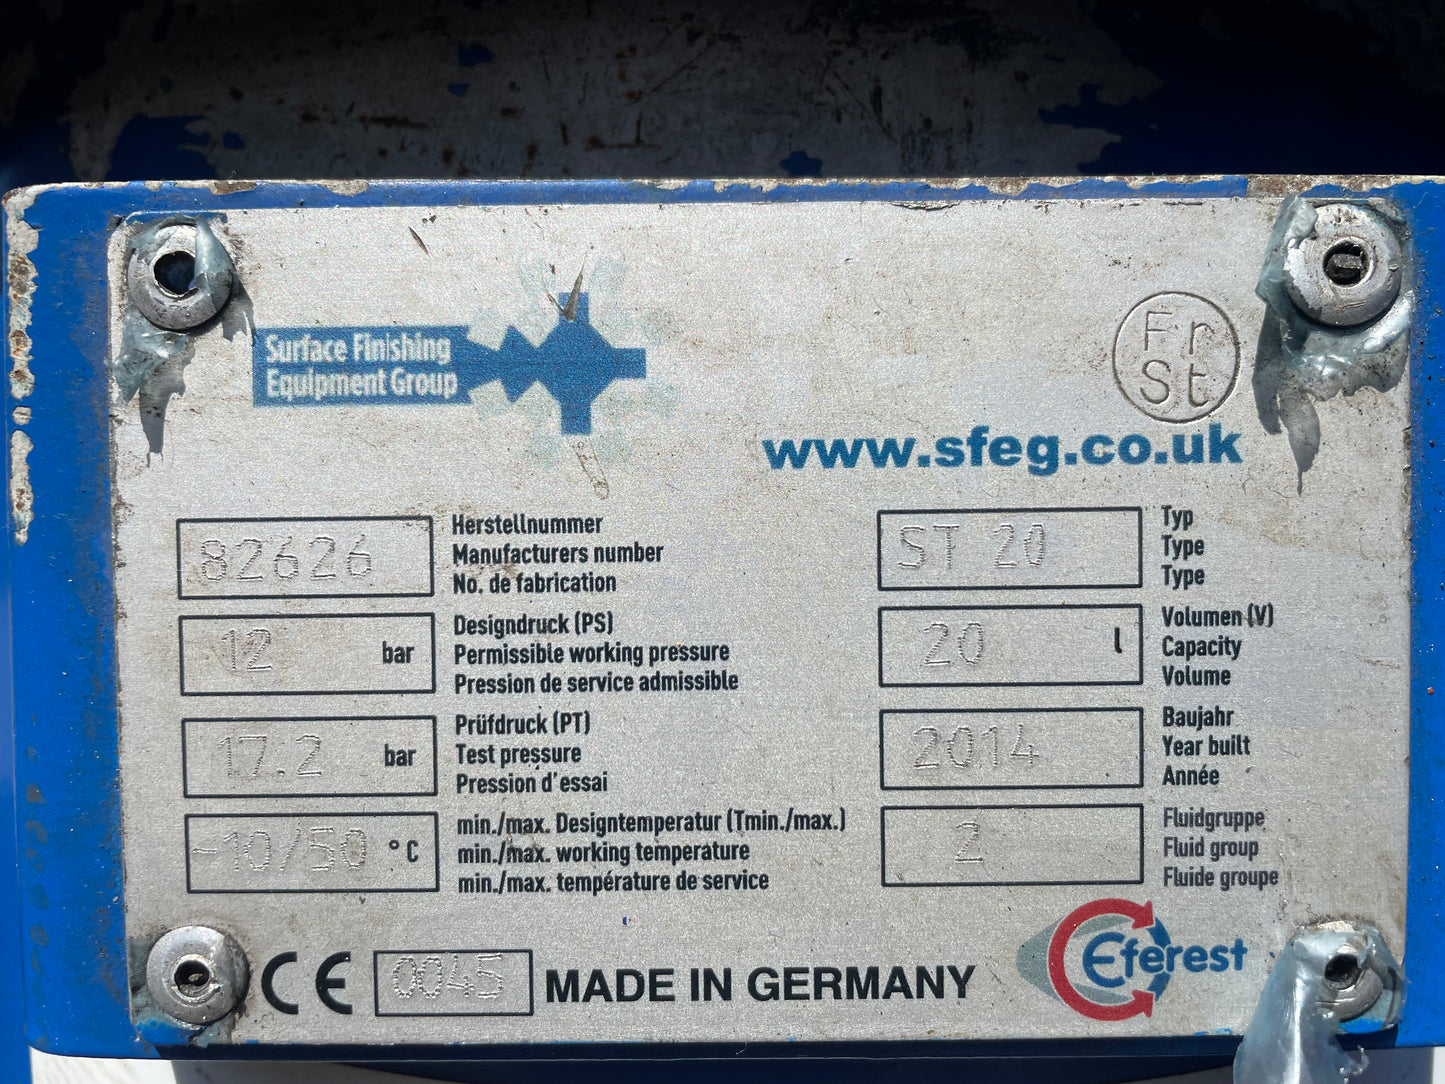 Surface Finishing
Equipment Group
Fr
St
www.sfeg.co.uk
82626
Herstellnummer
Manufacturers number
No. de fabrication
ST 20
Typ
Type
Type
12 bar
Designdruck (PS)
Permissible working pressure
Pression de service admissible
20 l
Volumen (V)
Capacity
Volume
17.2 bar
Prüfdruck (PT)
Test pressure
Pression d'essai
2014
Baujahr
Year built
Année
-10/50 °C
min./max. Designtemperatur (Tmin./max.)
min./max. working temperature
min./max. température de service
2
Fluidgruppe
Fluid group
Fluide groupe
CE 0045 MADE IN GERMANY
Eferest